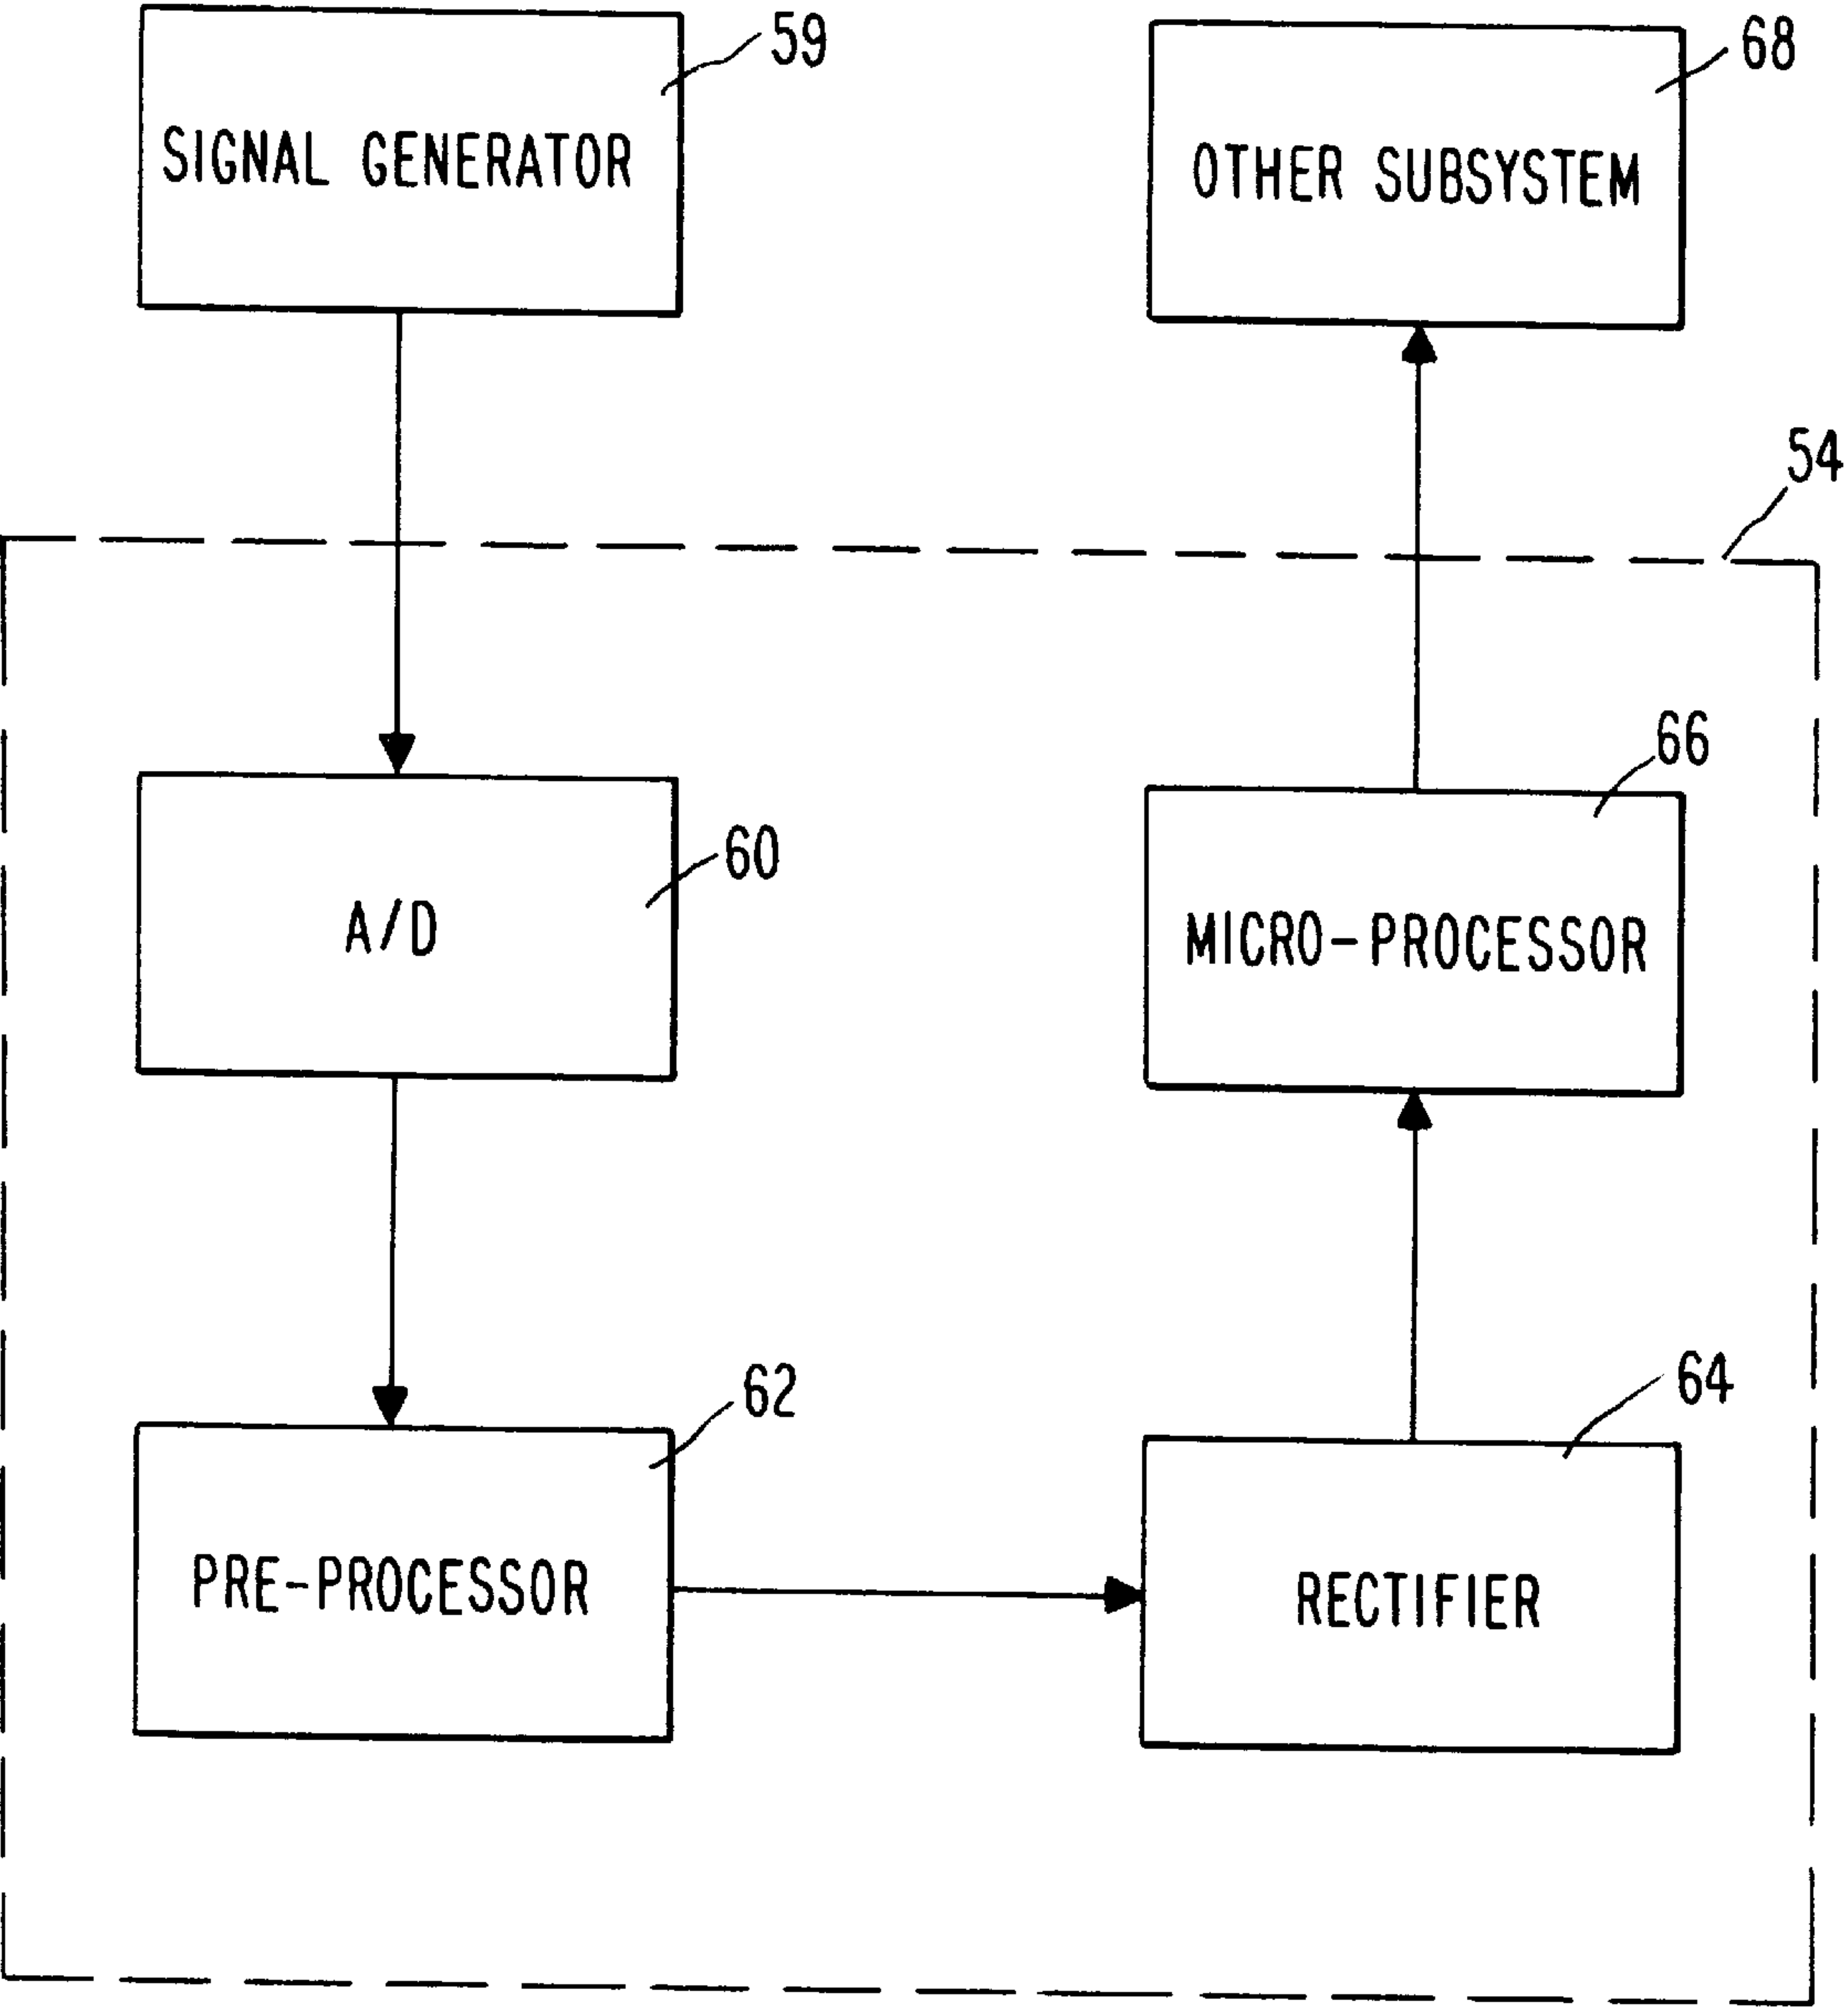 59
SIGNAL GENERATOR
68
OTHER SUBSYSTEM
54
60
A/D
66
MICRO-PROCESSOR
62
PRE-PROCESSOR
64
RECTIFIER